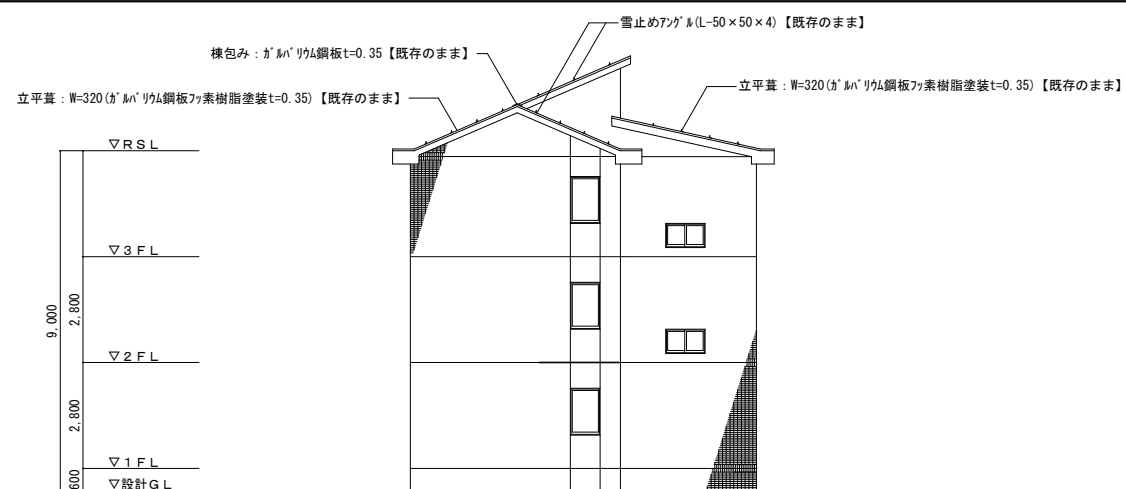 雪止めｱﾝｸﾞﾙ(L-50×50×4)【既存のまま】
棟包み：ｶﾞﾙﾊﾞﾘｳﾑ鋼板t=0.35【既存のまま】
立平葺：W=320(ｶﾞﾙﾊﾞﾘｳﾑ鋼板ﾌｯ素樹脂塗装t=0.35)【既存のまま】
立平葺：W=320(ｶﾞﾙﾊﾞﾘｳﾑ鋼板ﾌｯ素樹脂塗装t=0.35)【既存のまま】
▽ＲＳＬ
▽３ＦＬ
9,000
2,800
▽２ＦＬ
2,800
▽１ＦＬ
600
▽設計ＧＬ